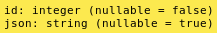 id: integer (nullable = false)
json: string (nullable = true)